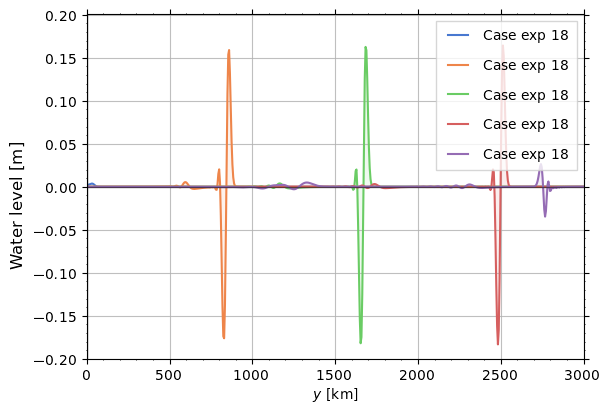 0.20
0.15
0.10
0.05
0.00
−0.05
−0.10
−0.15
−0.20
Water level [m]
Case exp 18
Case exp 18
Case exp 18
Case exp 18
Case exp 18
0
500
1000
1500
2000
2500
3000
y [km]